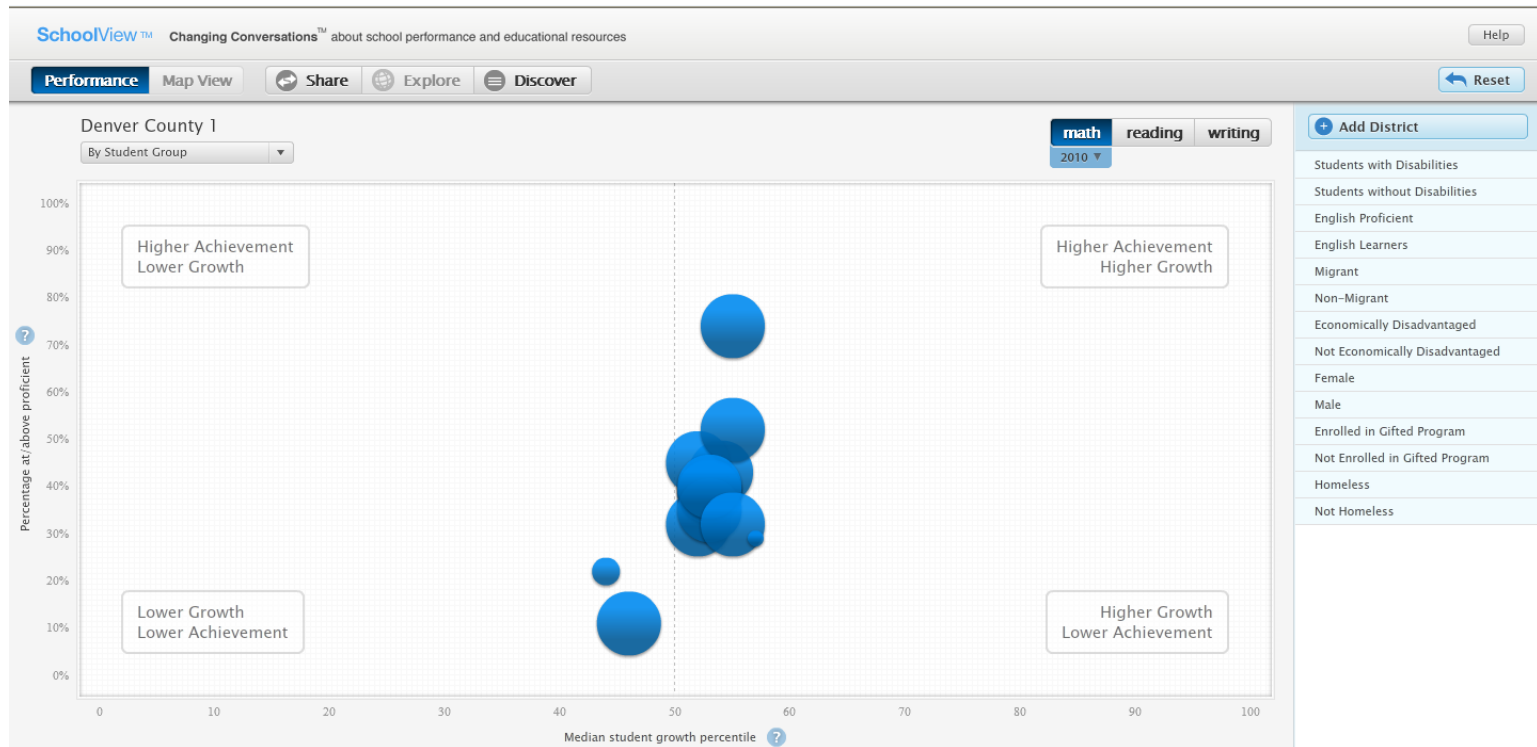 SchoolView TM Changing Conversations™ about school performance and educational resources
Help
Performance Map View Share Explore Discover
Reset
Denver County 1
By Student Group
math reading writing
2010
Add District
Students with Disabilities
Students without Disabilities
English Proficient
English Learners
Migrant
Non-Migrant
Economically Disadvantaged
Not Economically Disadvantaged
Female
Male
Enrolled in Gifted Program
Not Enrolled in Gifted Program
Homeless
Not Homeless
Percentage at/above proficient ?
100%
90%
80%
70%
60%
50%
40%
30%
20%
10%
0%
Higher Achievement
Lower Growth
Higher Achievement
Higher Growth
Lower Growth
Lower Achievement
Higher Growth
Lower Achievement
0 10 20 30 40 50 60 70 80 90 100
Median student growth percentile ?